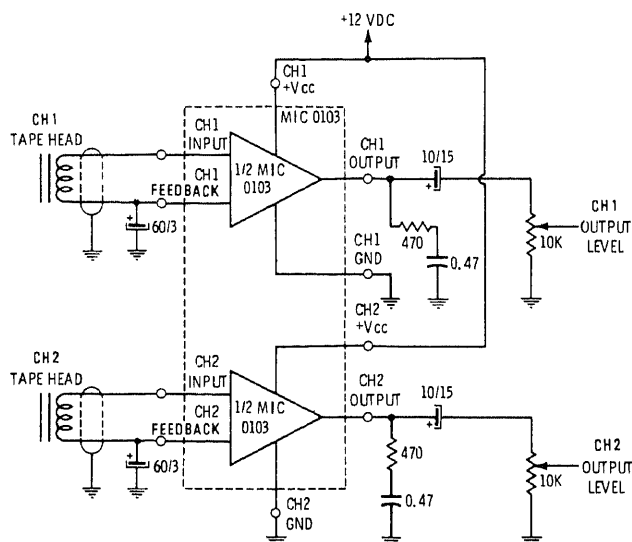 +12 VDC
CH1
+Vcc
MIC 0103
CH1
TAPE HEAD
CH1
INPUT
CH1
FEEDBACK
1/2 MIC
0103
CH1
OUTPUT
10/15
+
+
60/3
470
0.47
10K
CH1
OUTPUT
LEVEL
CH1
GND
CH2
+Vcc
CH2
TAPE HEAD
CH2
INPUT
CH2
FEEDBACK
1/2 MIC
0103
CH2
OUTPUT
10/15
+
+
60/3
470
0.47
10K
CH2
OUTPUT
LEVEL
CH2
GND